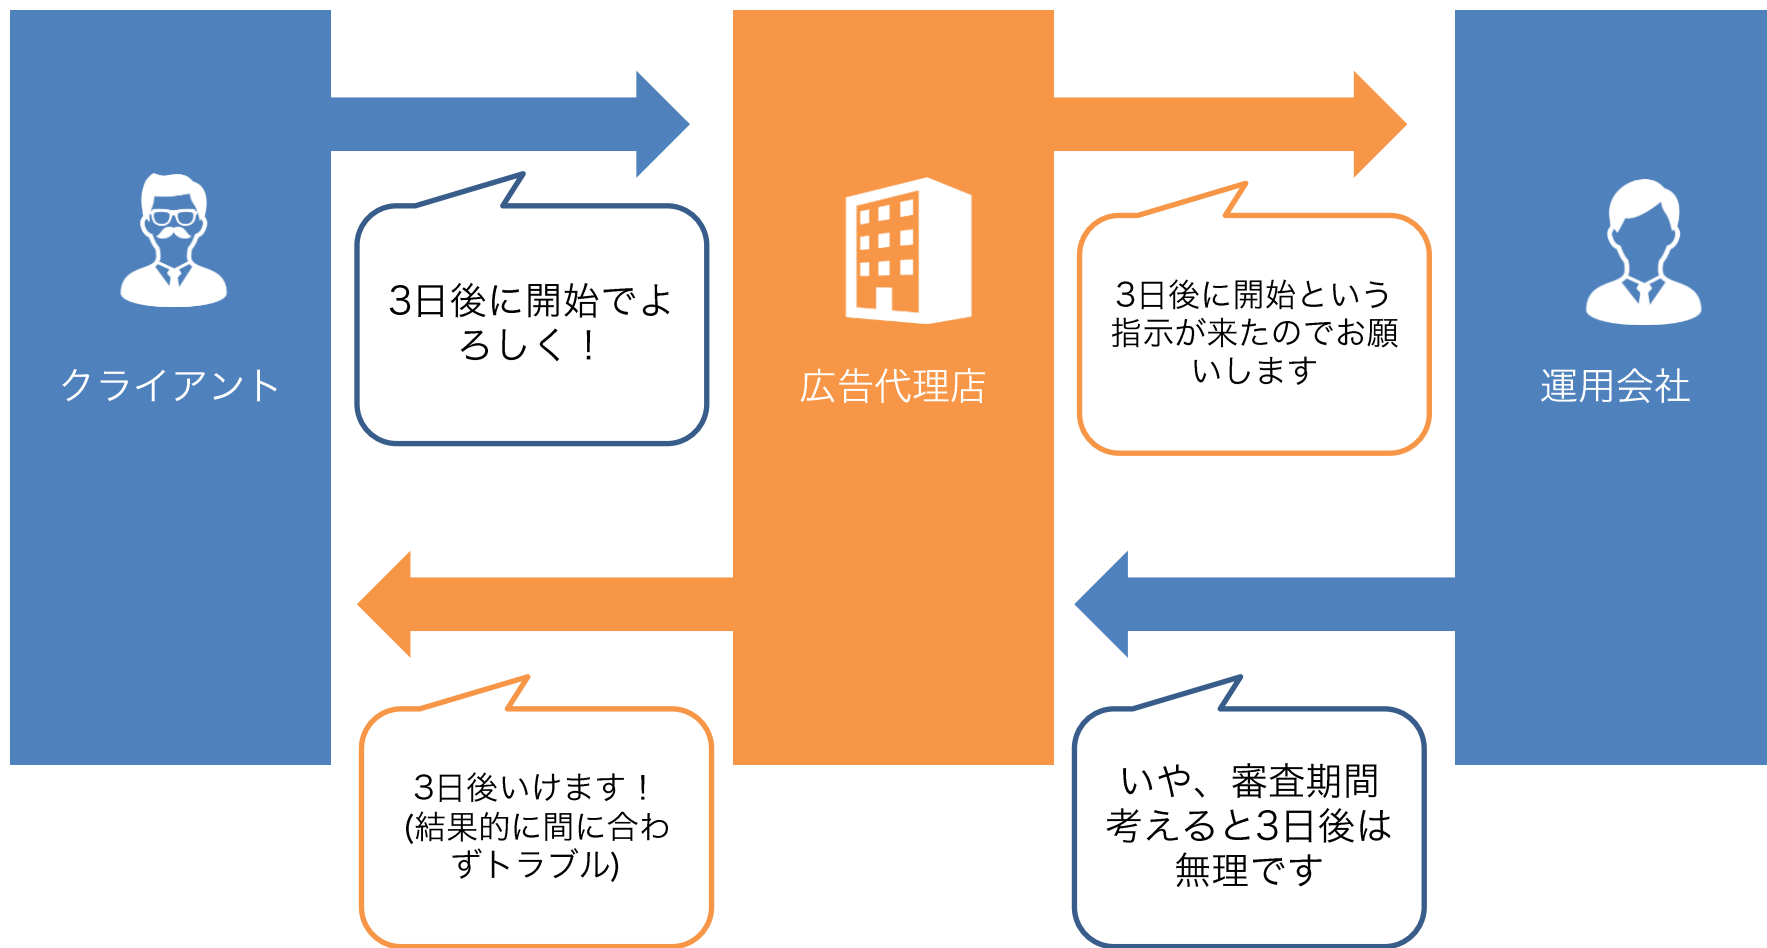 クライアント
3日後に開始でよ
ろしく！
広告代理店
3日後に開始という
指示が来たのでお願
いします
運用会社
3日後いけます！
(結果的に間に合わ
ずトラブル)
いや、審査期間
考えると3日後は
無理です